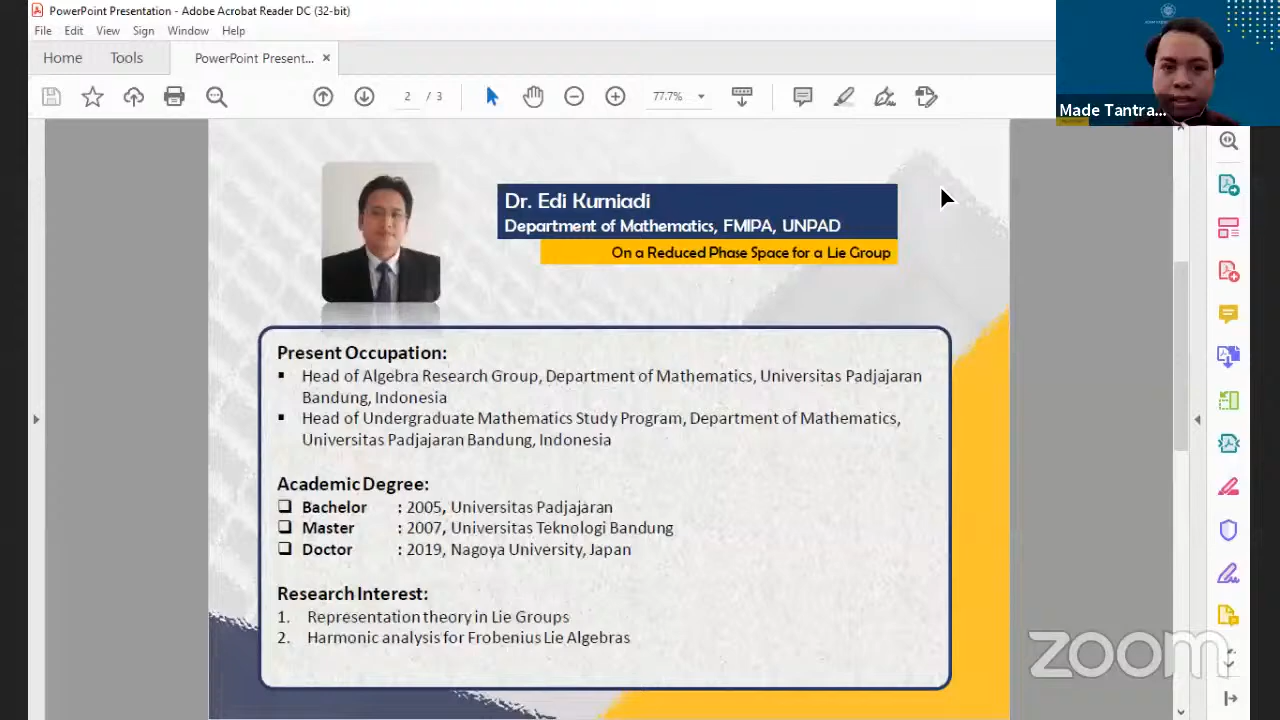 PowerPoint Presentation - Adobe Acrobat Reader DC (32-bit)
File Edit View Sign Window Help
Home Tools PowerPoint Present... ×
2 / 3 77.7%
Made Tantra...
Dr. Edi Kurniadi
Department of Mathematics, FMIPA, UNPAD
On a Reduced Phase Space for a Lie Group
Present Occupation:
▪ Head of Algebra Research Group, Department of Mathematics, Universitas Padjajaran
Bandung, Indonesia
▪ Head of Undergraduate Mathematics Study Program, Department of Mathematics,
Universitas Padjajaran Bandung, Indonesia
Academic Degree:
❑ Bachelor : 2005, Universitas Padjajaran
❑ Master : 2007, Universitas Teknologi Bandung
❑ Doctor : 2019, Nagoya University, Japan
Research Interest:
1. Representation theory in Lie Groups
2. Harmonic analysis for Frobenius Lie Algebras
zoom